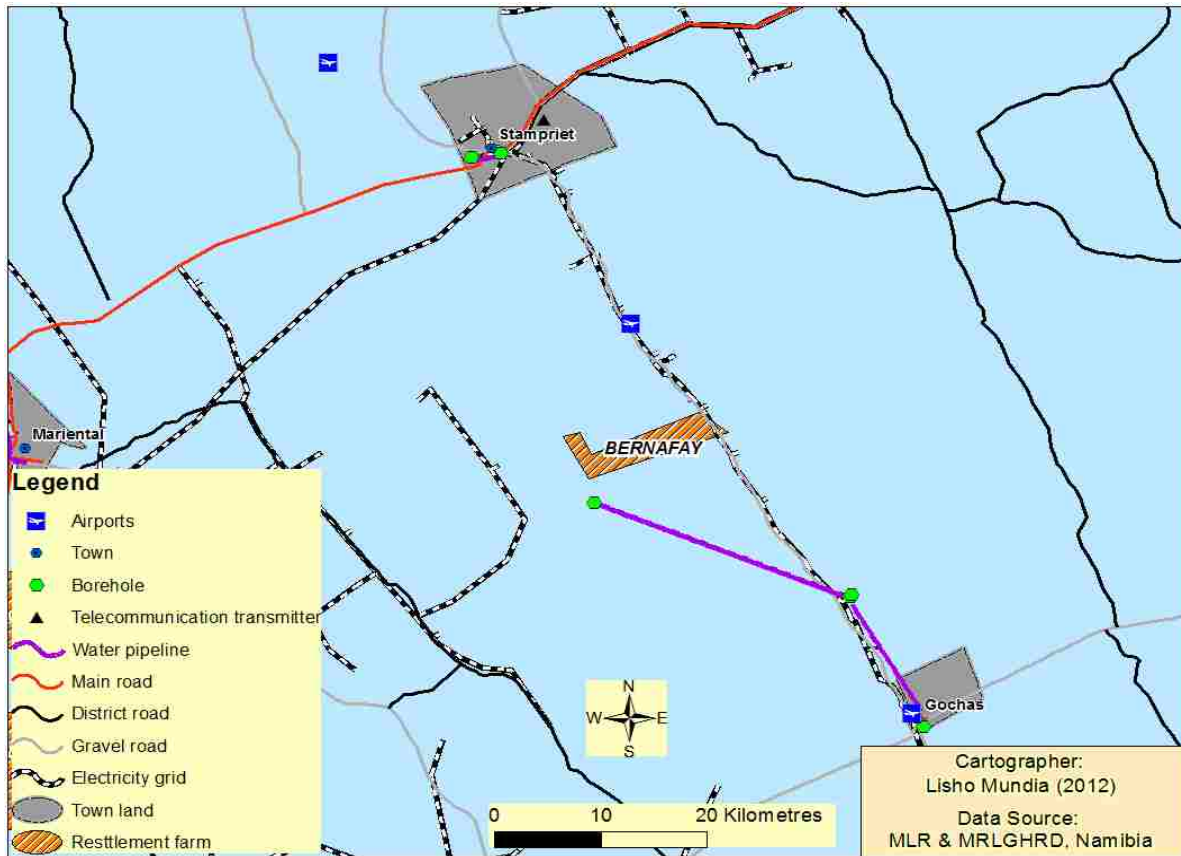 Stampriet
Mariental
BERNAFAY
Gochas
Legend
Airports
Town
Borehole
Telecommunication transmitter
Water pipeline
Main road
District road
Gravel road
Electricity grid
Town land
Resttlement farm
N
W E
S
0 10 20 Kilometres
Cartographer:
Lisho Mundia (2012)
Data Source:
MLR & MRLGHRD, Namibia